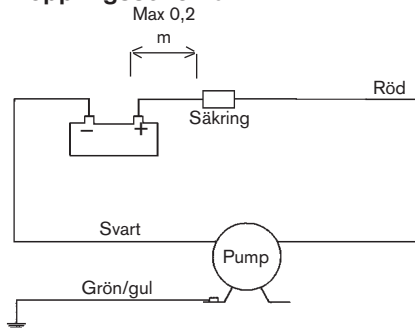 Max 0,2
m
− +
Säkring
Röd
Svart
Pump
Grön/gul